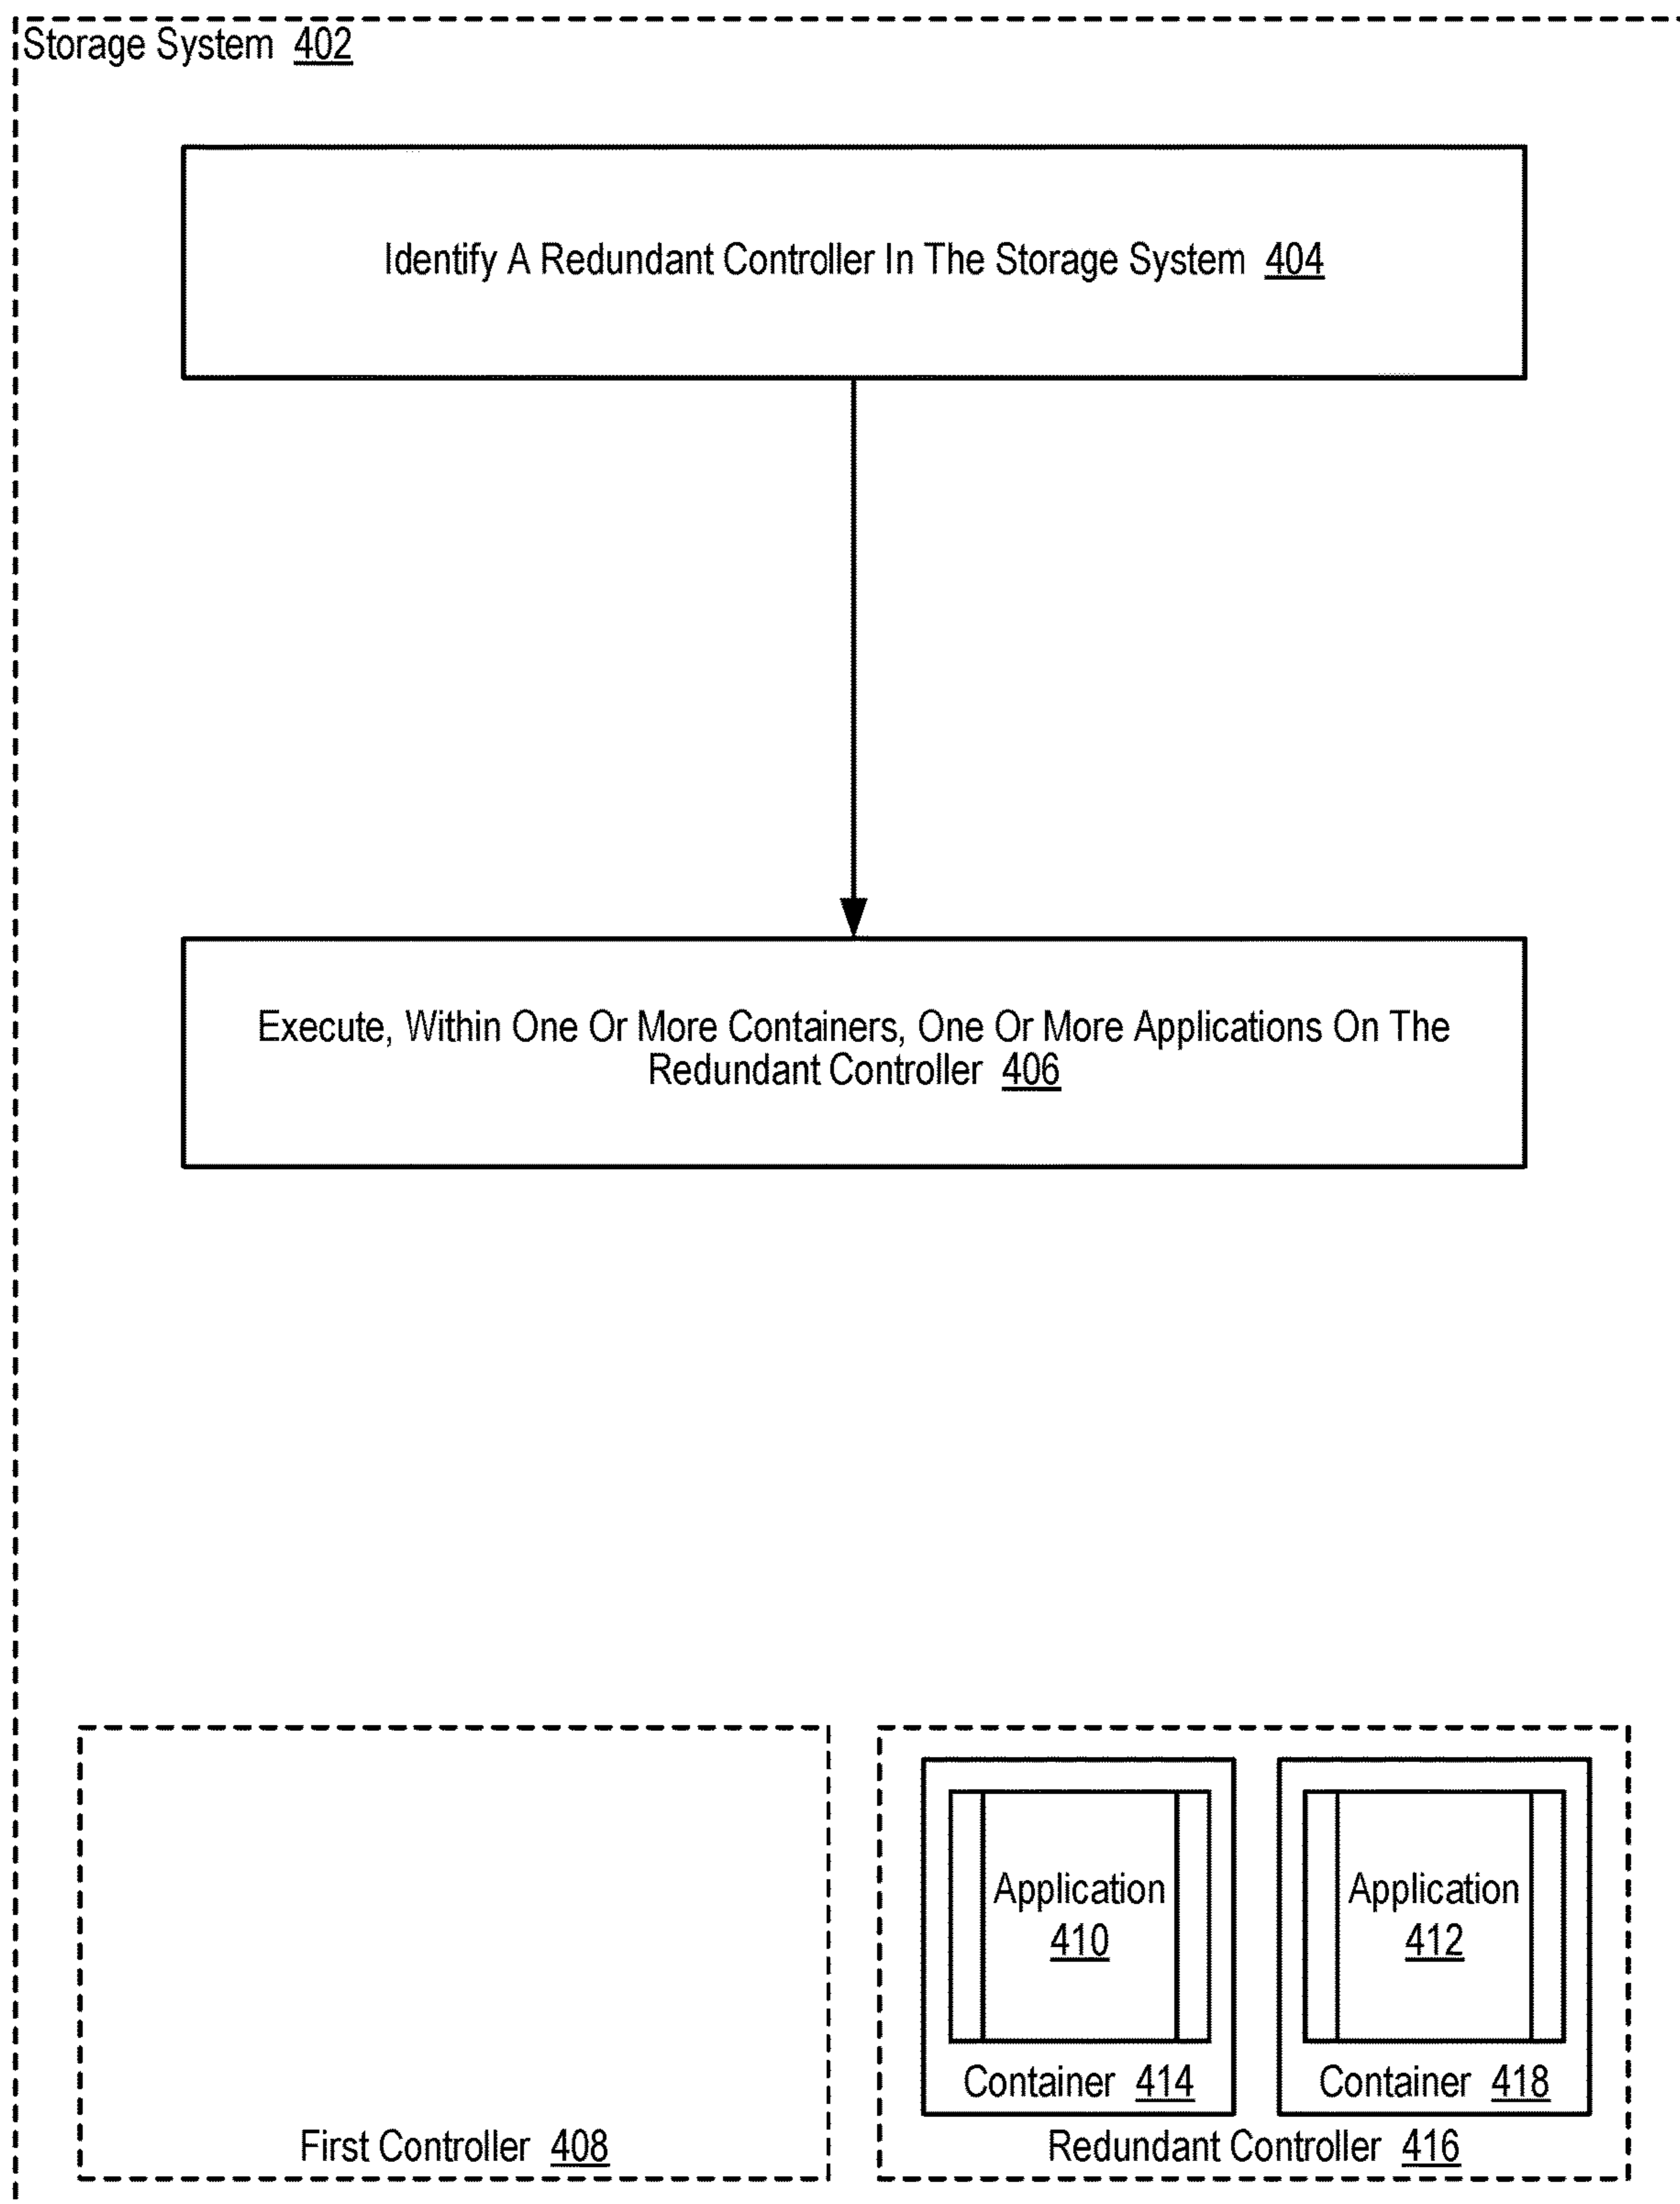 Storage System 402
Identify A Redundant Controller In The Storage System 404
Execute, Within One Or More Containers, One Or More Applications On The
Redundant Controller 406
Application
410
Application
412
Container 414
Container 418
First Controller 408
Redundant Controller 416